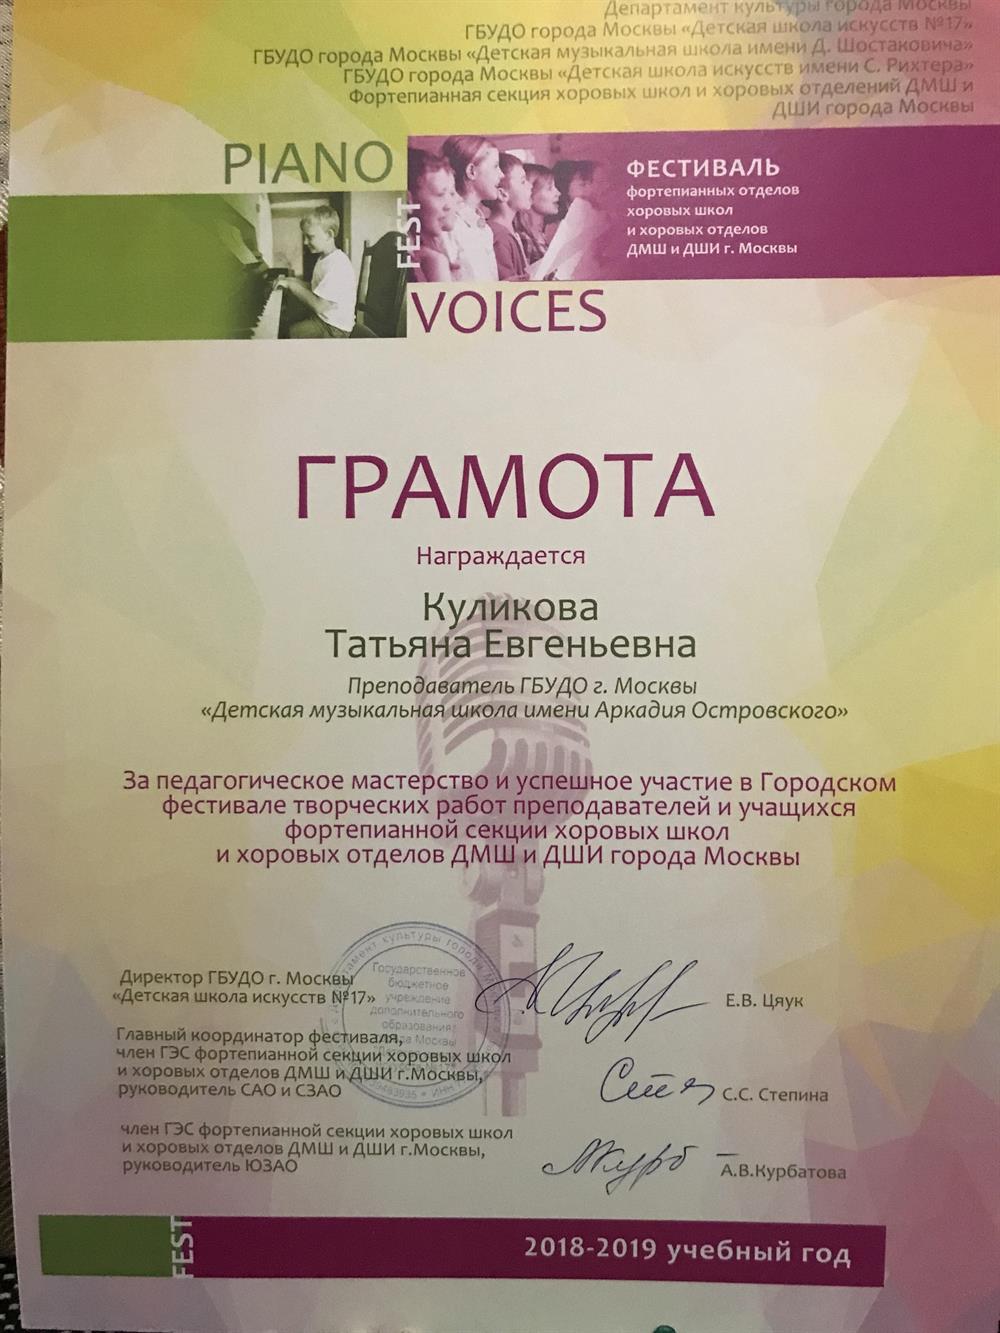 Департамент культуры города Москвы
ГБУДО города Москвы «Детская школа искусств №17»
ГБУДО города Москвы «Детская музыкальная школа имени Д. Шостаковича»
ГБУДО города Москвы «Детская школа искусств имени С. Рихтера»
Фортепианная секция хоровых школ и хоровых отделений ДМШ и
ДШИ города Москвы
PIANO
FEST
VOICES
ФЕСТИВАЛЬ
фортепианных отделов
хоровых школ
и хоровых отделов
ДМШ и ДШИ г. Москвы
ГРАМОТА
Награждается
Куликова
Татьяна Евгеньевна
Преподаватель ГБУДО г. Москвы
«Детская музыкальная школа имени Аркадия Островского»
За педагогическое мастерство и успешное участие в Городском
фестивале творческих работ преподавателей и учащихся
фортепианной секции хоровых школ
и хоровых отделов ДМШ и ДШИ города Москвы
Директор ГБУДО г. Москвы
«Детская школа искусств №17»
Е.В. Цяук
Государственное
бюджетное
учреждение
дополнительного
образования
Главный координатор фестиваля,
член ГЭС фортепианной секции хоровых школ
и хоровых отделов ДМШ и ДШИ г.Москвы,
руководитель САО и СЗАО
С.С. Степина
член ГЭС фортепианной секции хоровых школ
и хоровых отделов ДМШ и ДШИ г.Москвы,
руководитель ЮЗАО
А.В.Курбатова
FEST
2018-2019 учебный год